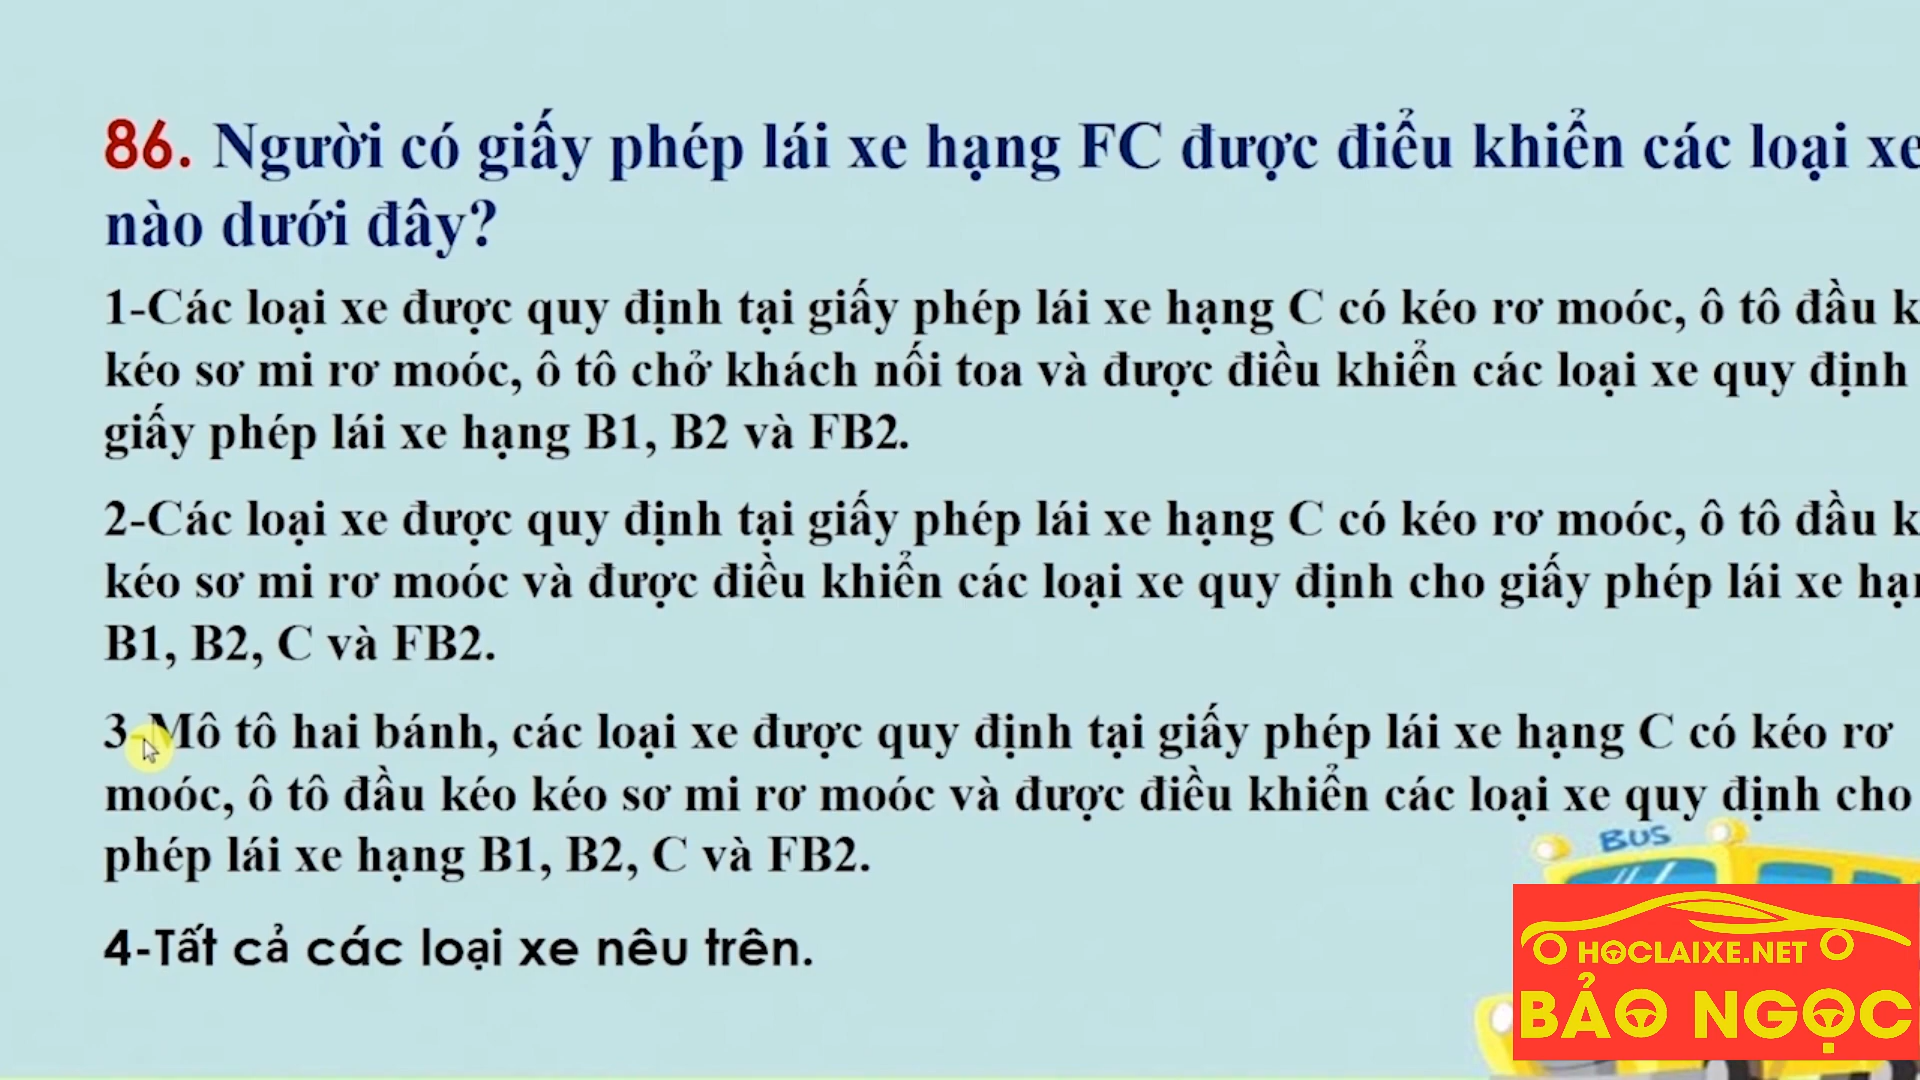 86. Người có giấy phép lái xe hạng FC được điều khiển các loại xe
nào dưới đây?
1-Các loại xe được quy định tại giấy phép lái xe hạng C có kéo rơ moóc, ô tô đầu
kéo sơ mi rơ moóc, ô tô chở khách nối toa và được điều khiển các loại xe quy định
giấy phép lái xe hạng B1, B2 và FB2.
2-Các loại xe được quy định tại giấy phép lái xe hạng C có kéo rơ moóc, ô tô đầu
kéo sơ mi rơ moóc và được điều khiển các loại xe quy định cho giấy phép lái xe
B1, B2, C và FB2.
3-Mô tô hai bánh, các loại xe được quy định tại giấy phép lái xe hạng C có kéo rơ
moóc, ô tô đầu kéo kéo sơ mi rơ moóc và được điều khiển các loại xe quy định cho
phép lái xe hạng B1, B2, C và FB2.
4-Tất cả các loại xe nêu trên.
BUS
HOCLAIXE.NET
BẢO NGỌC